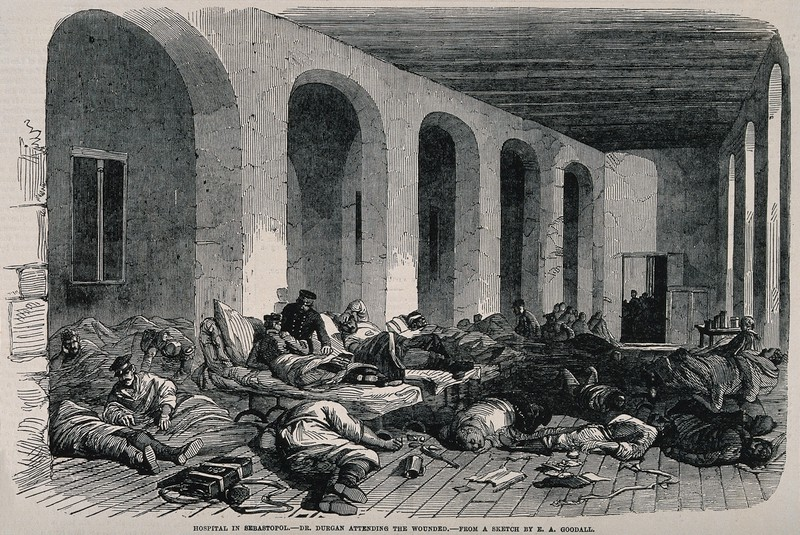 HOSPITAL IN SEBASTOPOL.—DR. DURGAN ATTENDING THE WOUNDED.—FROM A SKETCH BY E. A. GOODALL.